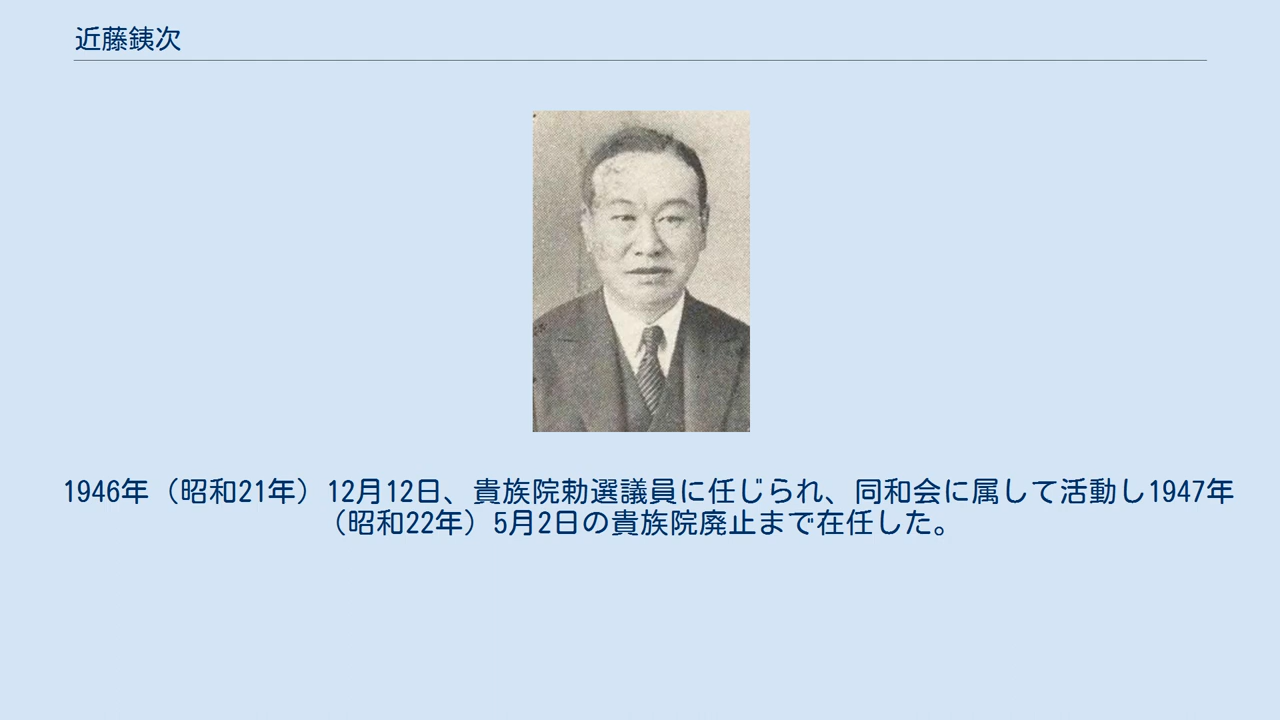 近藤銕次
1946年（昭和21年）12月12日、貴族院勅選議員に任じられ、同和会に属して活動し1947年
（昭和22年）5月2日の貴族院廃止まで在任した。